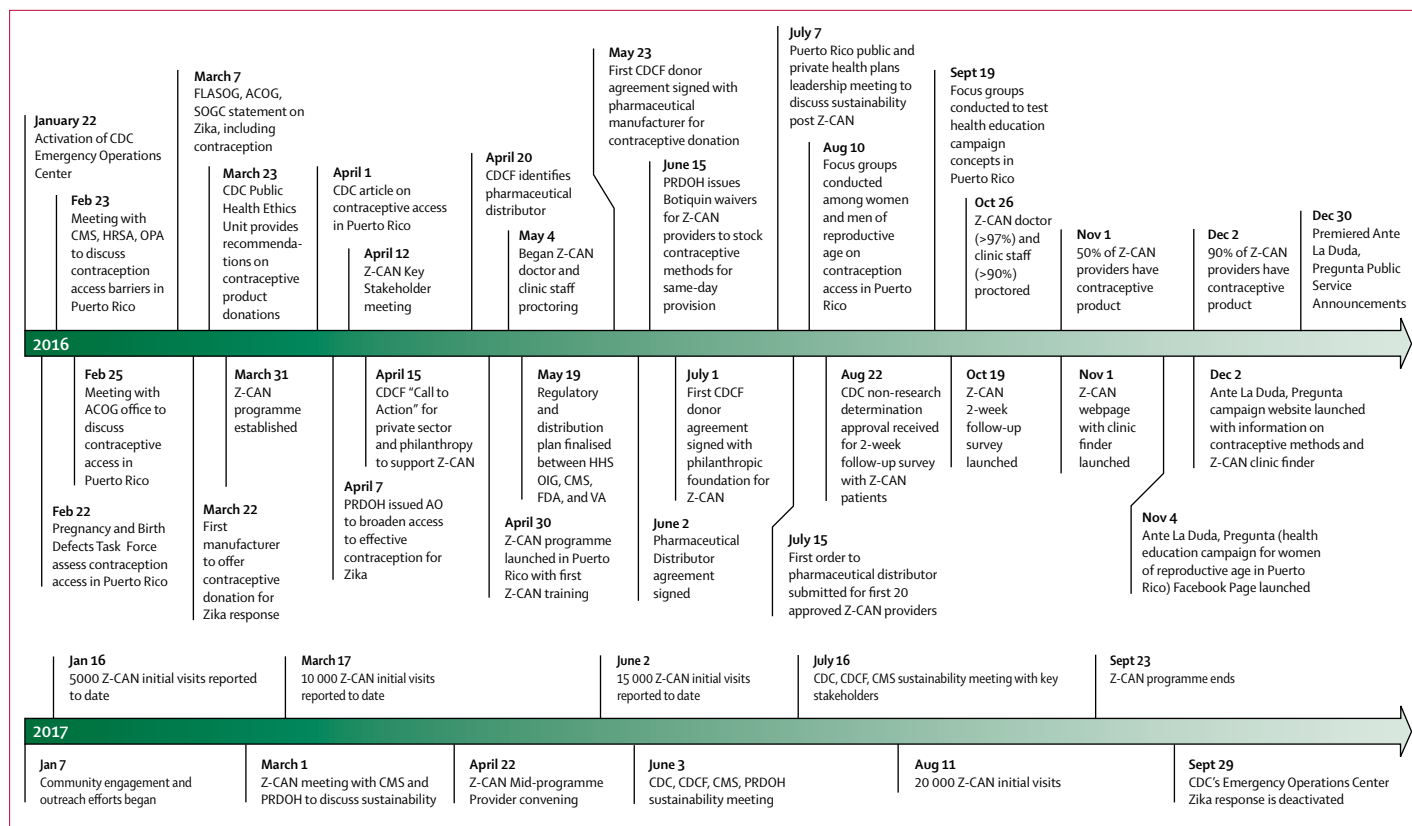 January 22
Activation of CDC
Emergency Operations
Center
Feb 23
Meeting with
CMS, HRSA, OPA
to discuss
contraception
access barriers in
Puerto Rico
March 7
FLASOG, ACOG,
SOGC statement on
Zika, including
contraception
March 23
CDC Public
Health Ethics
Unit provides
recommenda-
tions on
contraceptive
product
donations
April 1
CDC article on
contraceptive access
in Puerto Rico
April 12
Z-CAN Key
Stakeholder
meeting
April 20
CDCF identifies
pharmaceutical
distributor
May 4
Began Z-CAN
doctor and
clinic staff
proctoring
May 23
First CDCF donor
agreement signed with
pharmaceutical
manufacturer for
contraceptive donation
June 15
PRDOH issues
Botiquin waivers
for Z-CAN
providers to stock
contraceptive
methods for
same-day
provision
July 7
Puerto Rico public and
private health plans
leadership meeting to
discuss sustainability
post Z-CAN
Aug 10
Focus groups
conducted
among women
and men of
reproductive
age on
contraception
access in Puerto
Rico
Sept 19
Focus groups
conducted to test
health education
campaign
concepts in
Puerto Rico
Oct 26
Z-CAN doctor
(>97%) and
clinic staff
(>90%)
proctored
Nov 1
50% of Z-CAN
providers have
contraceptive
product
Dec 2
90% of Z-CAN
providers have
contraceptive
product
Dec 30
Premiered Ante
La Duda,
Pregunta Public
Service
Announcements
2016
Feb 25
Meeting with
ACOG office to
discuss
contraceptive
access in
Puerto Rico
Feb 22
Pregnancy and Birth
Defects Task Force
assess contraception
access in Puerto Rico
March 31
Z-CAN
programme
established
March 22
First
manufacturer
to offer
contraceptive
donation for
Zika response
April 15
CDCF “Call to
Action” for
private sector
and philanthropy
to support Z-CAN
April 7
PRDOH issued AO
to broaden access
to effective
contraception for
Zika
May 19
Regulatory
and
distribution
plan finalised
between HHS
OIG, CMS,
FDA, and VA
April 30
Z-CAN programme
launched in Puerto
Rico with first
Z-CAN training
July 1
First CDCF
donor
agreement
signed with
philanthropic
foundation for
Z-CAN
June 2
Pharmaceutical
Distributor
agreement
signed
Aug 22
CDC non-research
determination
approval received
for 2-week
follow-up survey
with Z-CAN
patients
July 15
First order to
pharmaceutical distributor
submitted for first 20
approved Z-CAN providers
Oct 19
Z-CAN
2-week
follow-up
survey
launched
Nov 1
Z-CAN
webpage
with clinic
finder
launched
Nov 4
Ante La Duda, Pregunta (health
education campaign for women
of reproductive age in Puerto
Rico) Facebook Page launched
Dec 2
Ante La Duda, Pregunta
campaign website launched
with information on
contraceptive methods and
Z-CAN clinic finder
Jan 16
5000 Z-CAN initial visits reported
to date
March 17
10 000 Z-CAN initial visits
reported to date
June 2
15 000 Z-CAN initial visits
reported to date
July 16
CDC, CDCF, CMS sustainability meeting with key
stakeholders
Sept 23
Z-CAN programme ends
2017
Jan 7
Community engagement and
outreach efforts began
March 1
Z-CAN meeting with CMS and
PRDOH to discuss sustainability
April 22
Z-CAN Mid-programme
Provider convening
June 3
CDC, CDCF, CMS, PRDOH
sustainability meeting
Aug 11
20 000 Z-CAN initial visits
Sept 29
CDC’s Emergency Operations Center
Zika response is deactivated